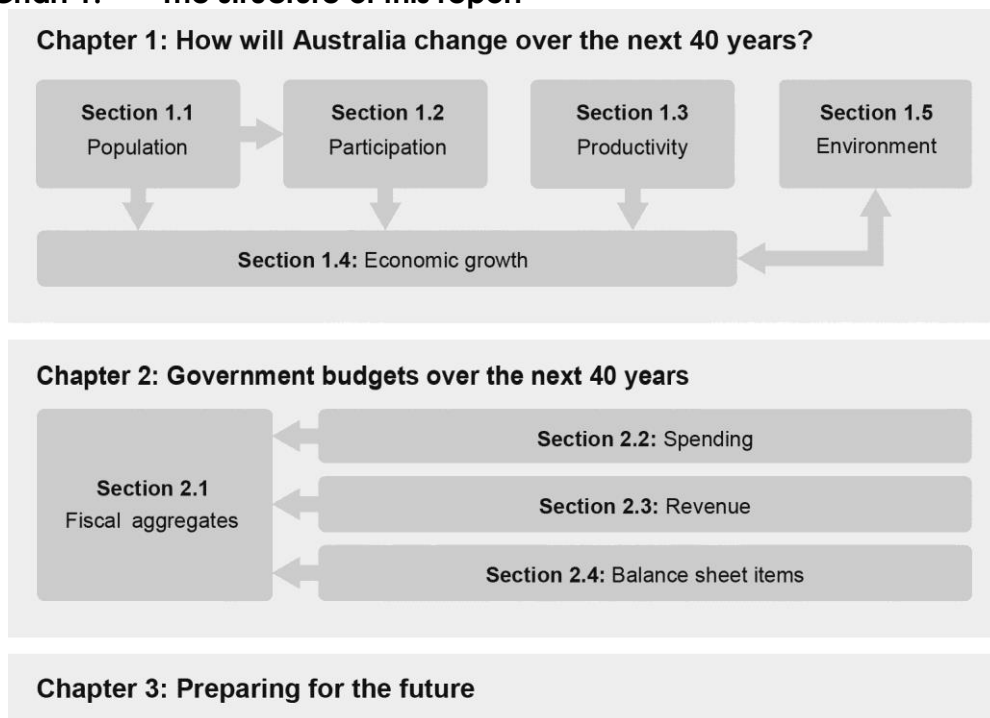 Chapter 1: How will Australia change over the next 40 years?
Section 1.1
Population
Section 1.2
Participation
Section 1.3
Productivity
Section 1.5
Environment
Section 1.4: Economic growth
Chapter 2: Government budgets over the next 40 years
Section 2.1
Fiscal aggregates
Section 2.2: Spending
Section 2.3: Revenue
Section 2.4: Balance sheet items
Chapter 3: Preparing for the future